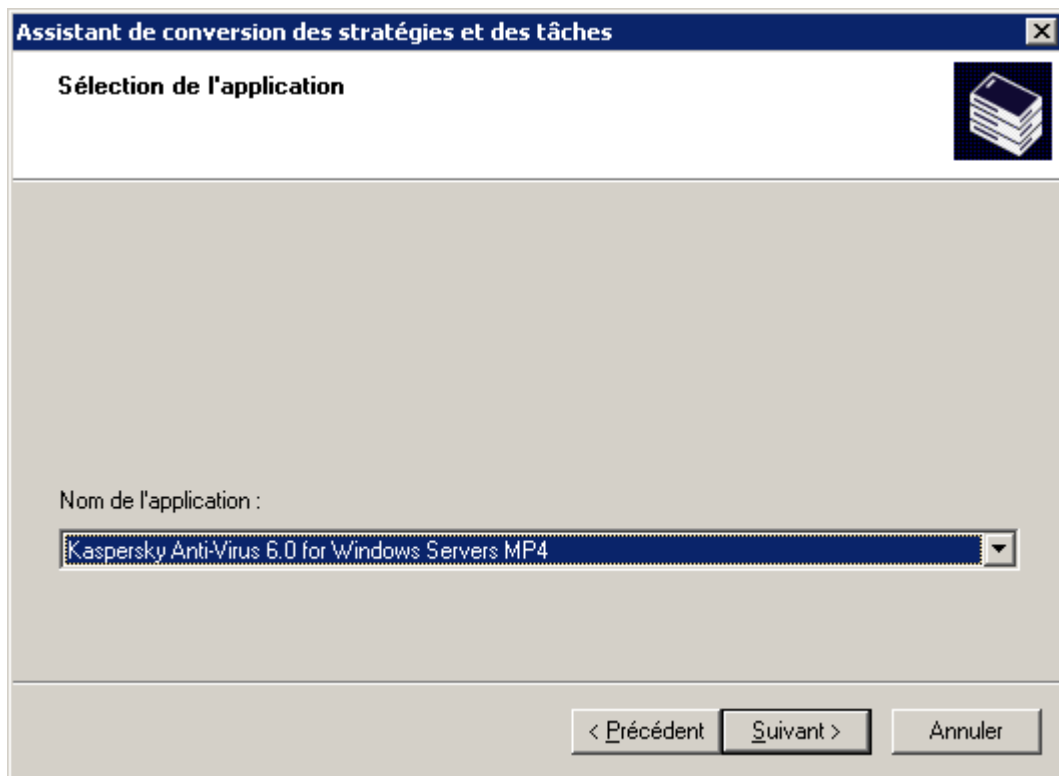 Assistant de conversion des stratégies et des tâches
Sélection de l'application
Nom de l'application :
Kaspersky Anti-Virus 6.0 for Windows Servers MP4
< Précédent
Suivant >
Annuler